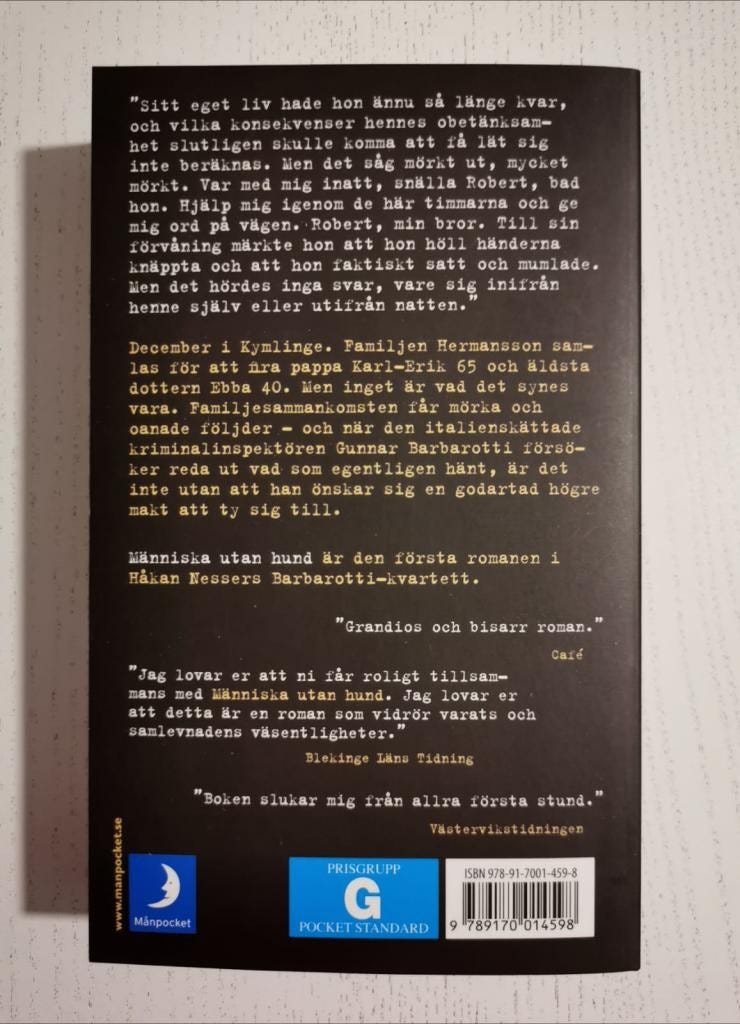 "Sitt eget liv hade hon ännu så länge kvar,
och vilka konsekvenser hennes obetänksam-
het slutligen skulle komma att få lät sig
inte beräknas. Men det såg mörkt ut, mycket
mörkt. Var med mig inatt, snälla Robert, bad
hon. Hjälp mig igenom de här timmarna och ge
mig ord på vägen. Robert, min bror. Till sin
förvåning märkte hon att hon höll händerna
knäppta och att hon faktiskt satt och mumlade.
Men det hördes inga svar, vare sig inifrån
henne själv eller utifrån natten."
December i Kymlinge. Familjen Hermansson sam-
las för att fira pappa Karl-Erik 65 och äldsta
dottern Ebba 40. Men inget är vad det synes
vara. Familjesammankomsten får mörka och
oanade följder - och när den italienskättade
kriminalinspektören Gunnar Barbarotti försö-
ker reda ut vad som egentligen hänt, är det
inte utan att han önskar sig en godartad högre
makt att ty sig till.
Människa utan hund är den första romanen i
Håkan Nessers Barbarotti-kvartett.
"Grandios och bisarr roman."
Café
"Jag lovar er att ni får roligt tillsam-
mans med Människa utan hund. Jag lovar er
att detta är en roman som vidrör varats och
samlevnadens väsentligheter."
Blekinge Läns Tidning
"Boken slukar mig från allra första stund."
Västervikstidningen
www.manpocket.se
Månpocket
PRISGRUPP
G
POCKET STANDARD
ISBN 978-91-7001-459-8
9 789170 014598